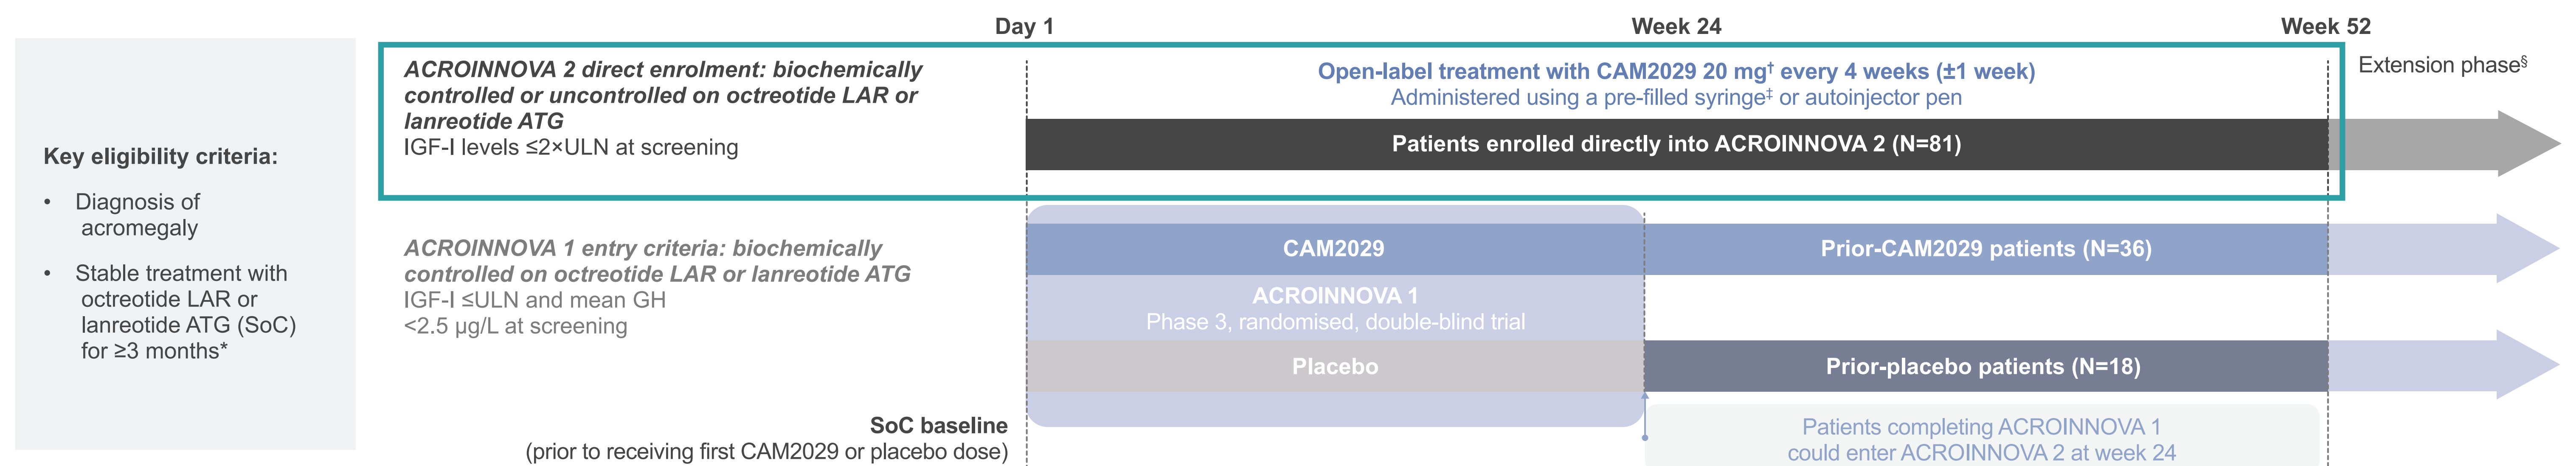 Day 1
Week 24
Week 52
Key eligibility criteria:
• Diagnosis of
acromegaly
• Stable treatment with
octreotide LAR or
lanreotide ATG (SoC)
for ≥3 months*
ACROINNOVA 2 direct enrolment: biochemically
controlled or uncontrolled on octreotide LAR or
lanreotide ATG
IGF-I levels ≤2×ULN at screening
Open-label treatment with CAM2029 20 mg† every 4 weeks (±1 week)
Administered using a pre-filled syringe‡ or autoinjector pen
Patients enrolled directly into ACROINNOVA 2 (N=81)
Extension phase§
ACROINNOVA 1 entry criteria: biochemically
controlled on octreotide LAR or lanreotide ATG
IGF-I ≤ULN and mean GH
<2.5 µg/L at screening
CAM2029
Prior-CAM2029 patients (N=36)
ACROINNOVA 1
Phase 3, randomised, double-blind trial
Placebo
Prior-placebo patients (N=18)
SoC baseline
(prior to receiving first CAM2029 or placebo dose)
Patients completing ACROINNOVA 1
could enter ACROINNOVA 2 at week 24